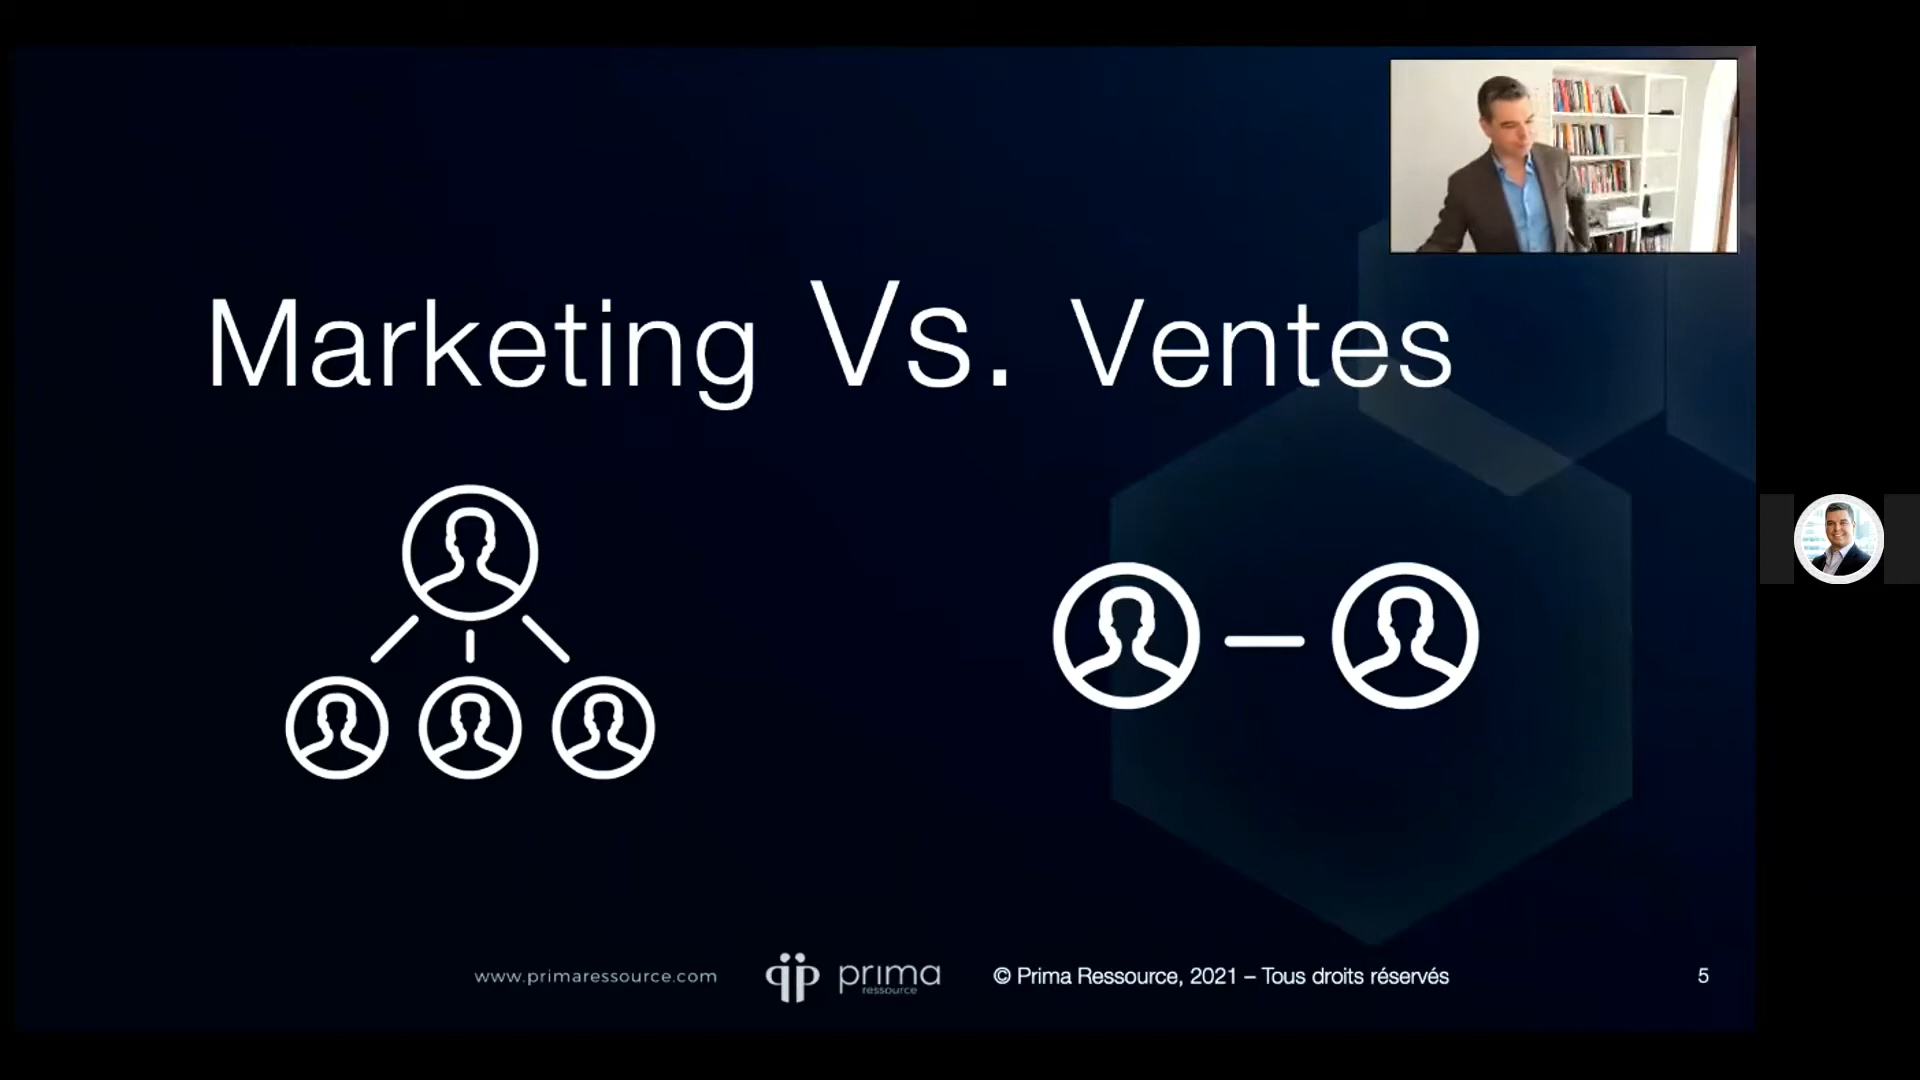 Marketing Vs. Ventes
www.primaressource.com
prima
ressource
© Prima Ressource, 2021 – Tous droits réservés
5